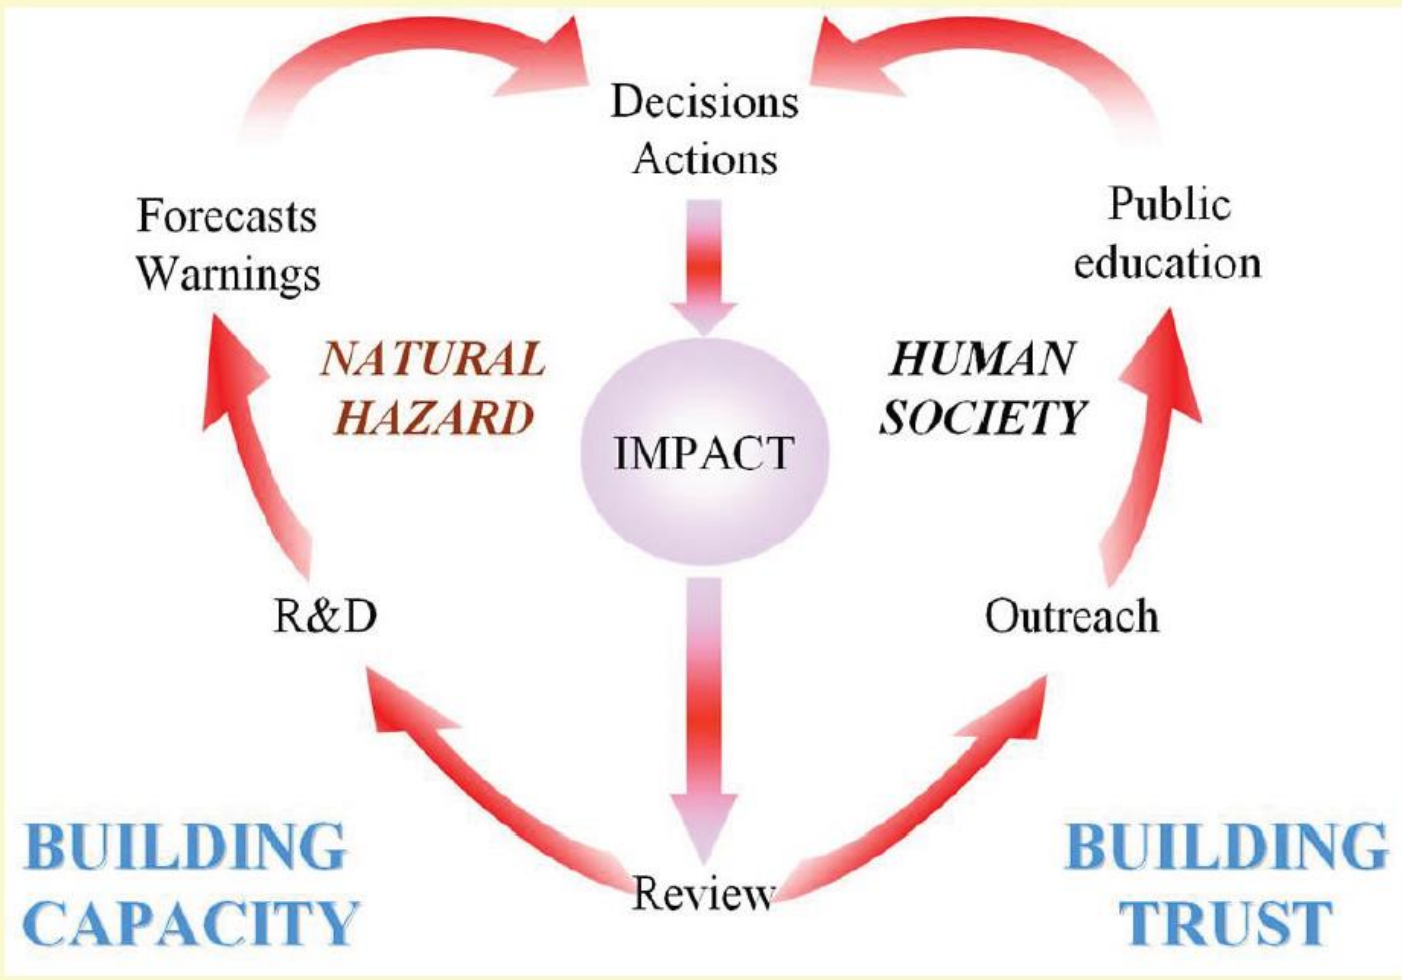 Decisions
Actions
Forecasts
Warnings
Public
education
NATURAL
HAZARD
HUMAN
SOCIETY
IMPACT
R&D
Outreach
BUILDING
CAPACITY
Review
BUILDING
TRUST